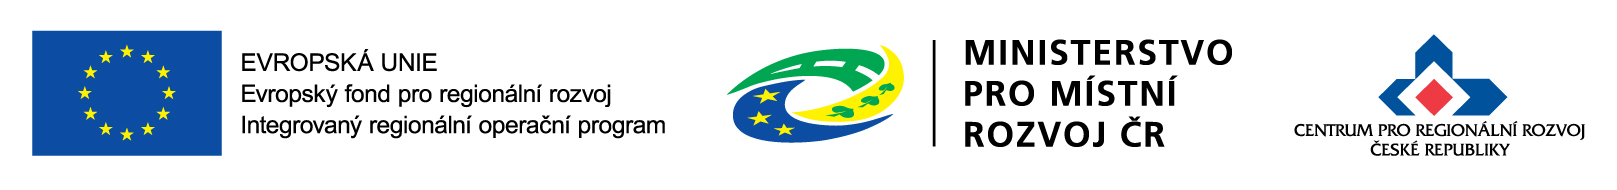 EVROPSKÁ UNIE
Evropský fond pro regionální rozvoj
Integrovaný regionální operační program
MINISTERSTVO
PRO MÍSTNÍ
ROZVOJ ČR
CENTRUM PRO REGIONÁLNÍ ROZVOJ
ČESKÉ REPUBLIKY